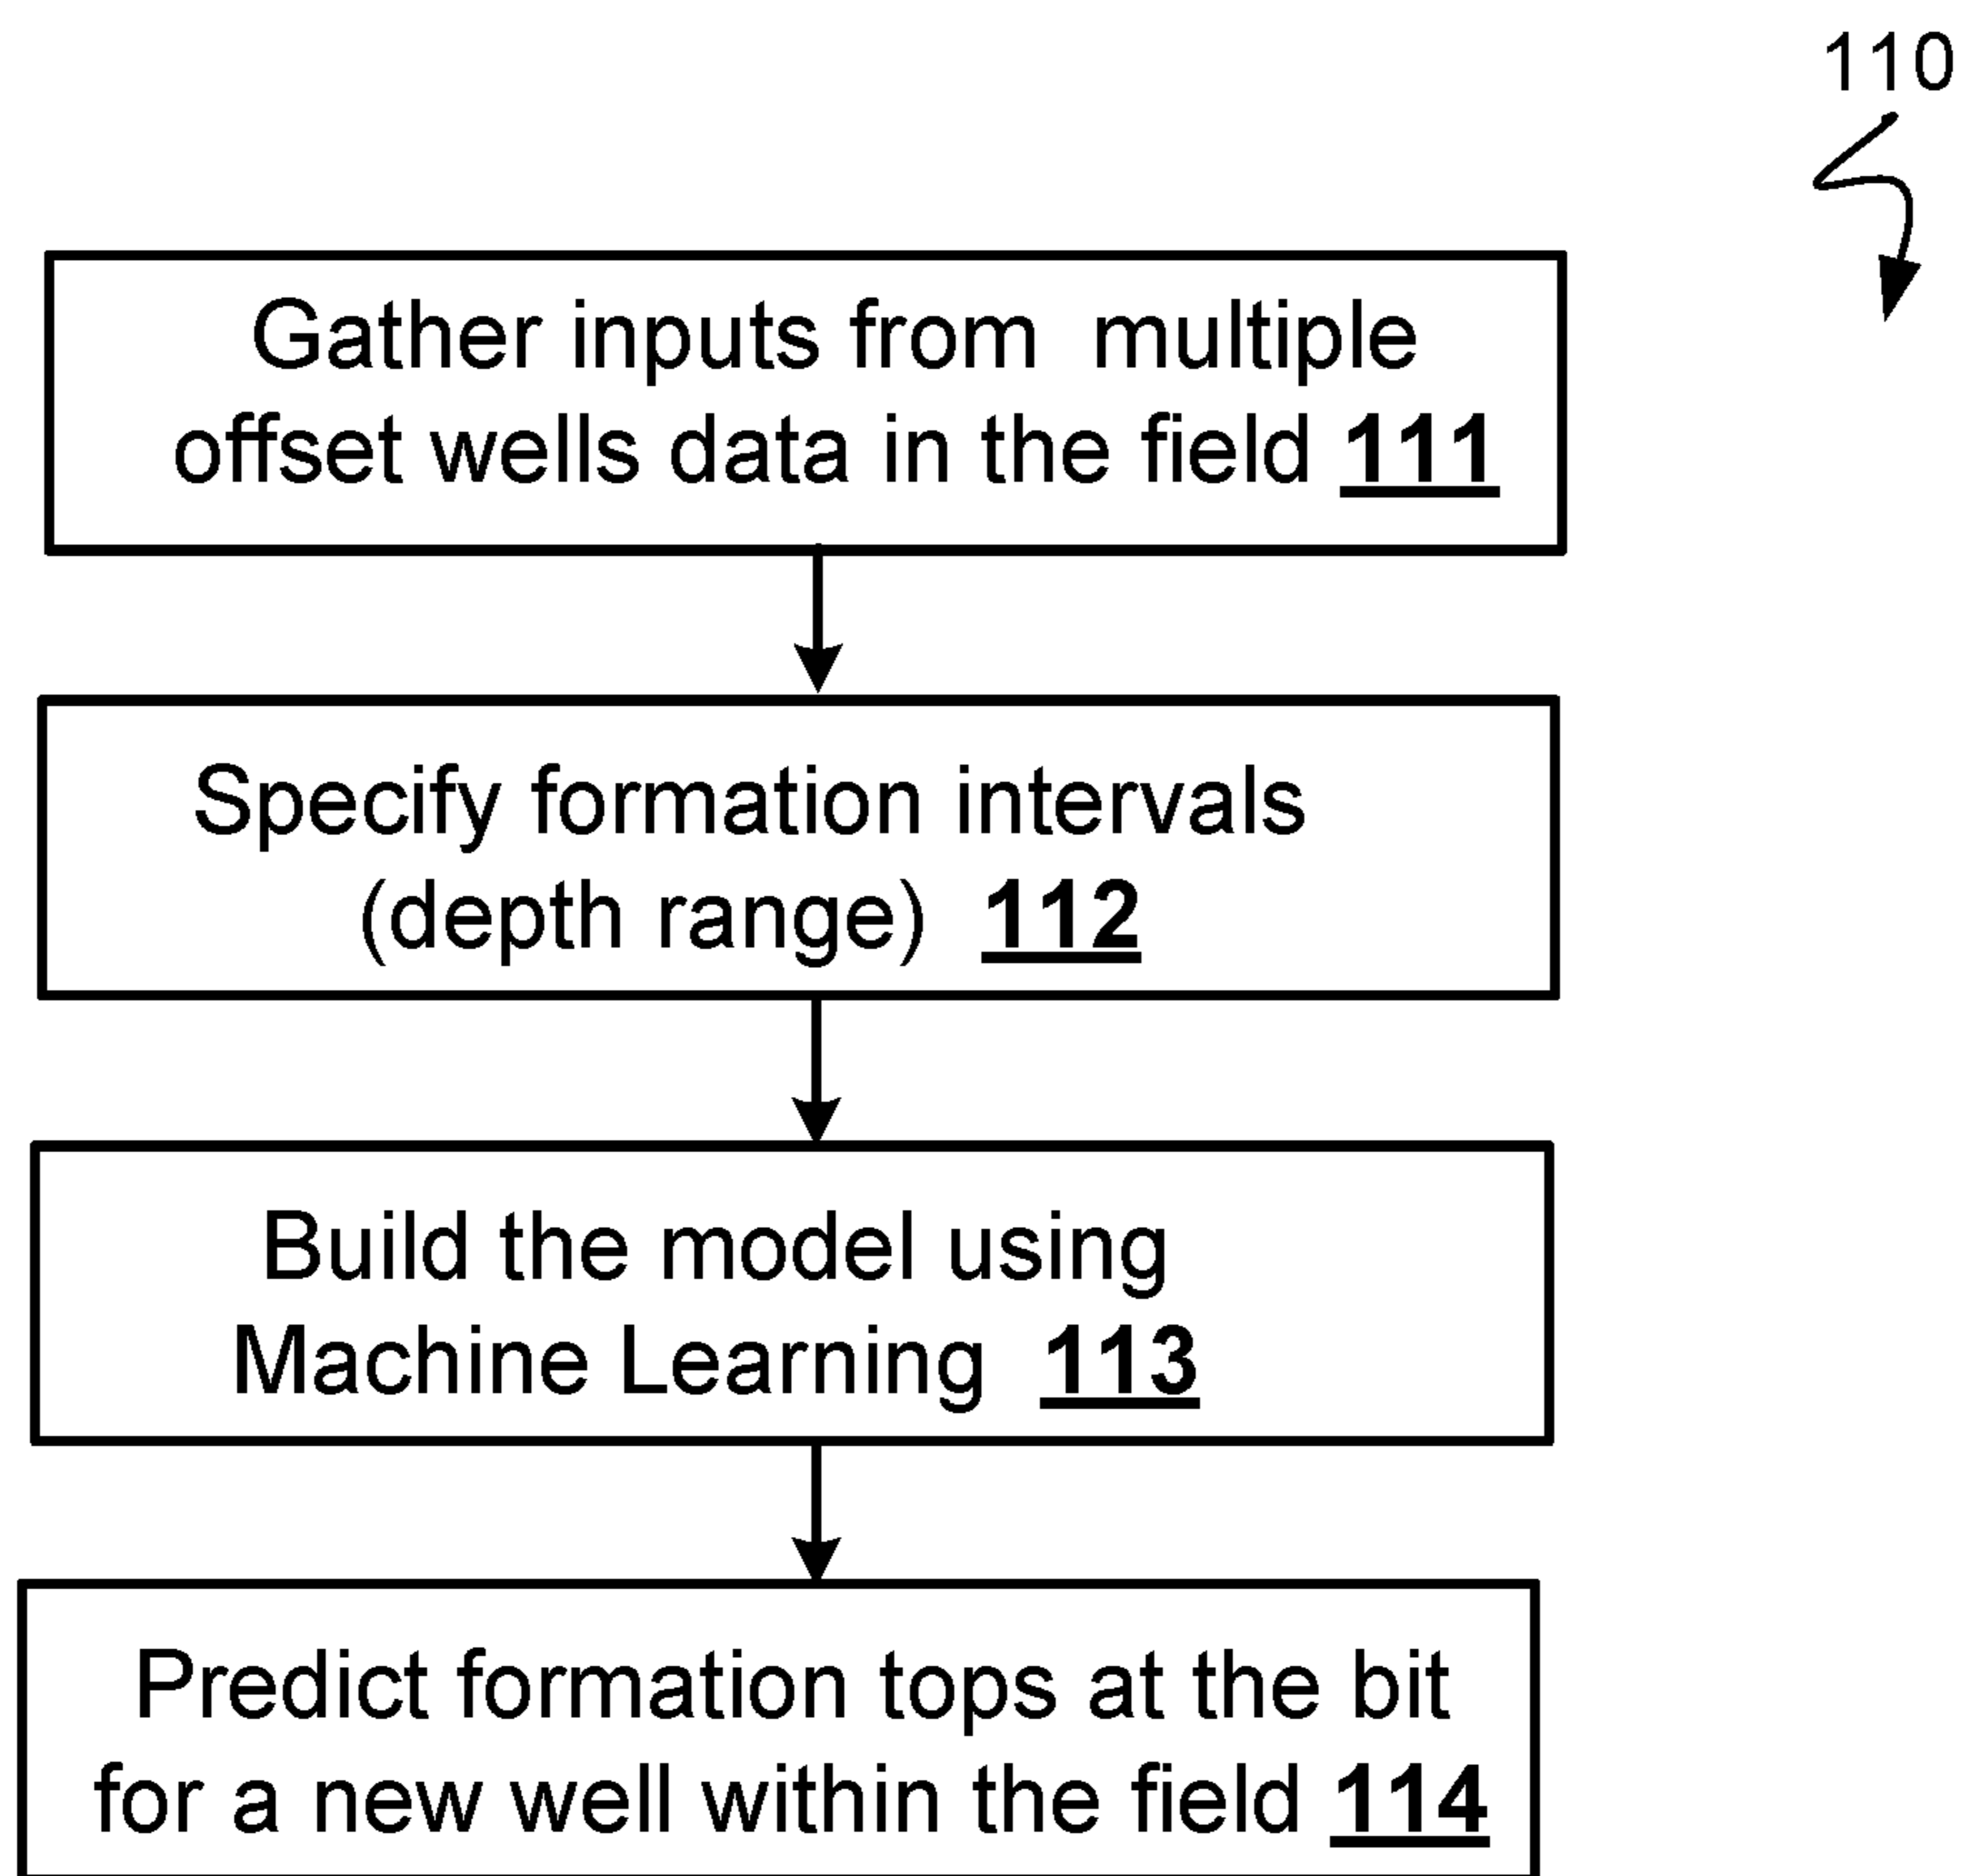 110
Gather inputs from multiple
offset wells data in the field 111
Specify formation intervals
(depth range) 112
Build the model using
Machine Learning 113
Predict formation tops at the bit
for a new well within the field 114